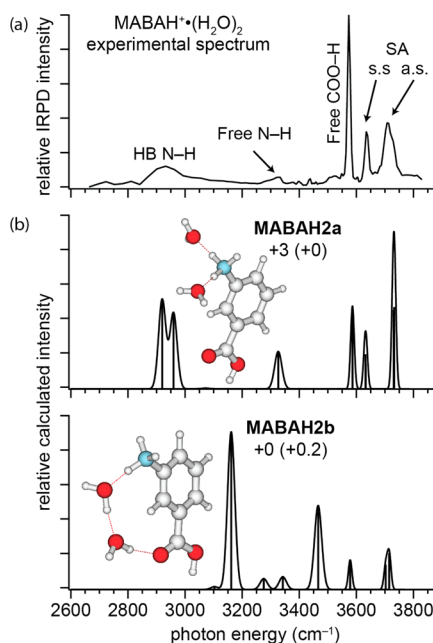 (a)
MABAH⁺•(H₂O)₂
experimental spectrum
relative IRPD intensity
HB N–H
Free N–H
Free COO–H
SA
s.s a.s.
(b)
relative calculated intensity
MABAH2a
+3 (+0)
MABAH2b
+0 (+0.2)
2600 2800 3000 3200 3400 3600 3800
photon energy (cm⁻¹)